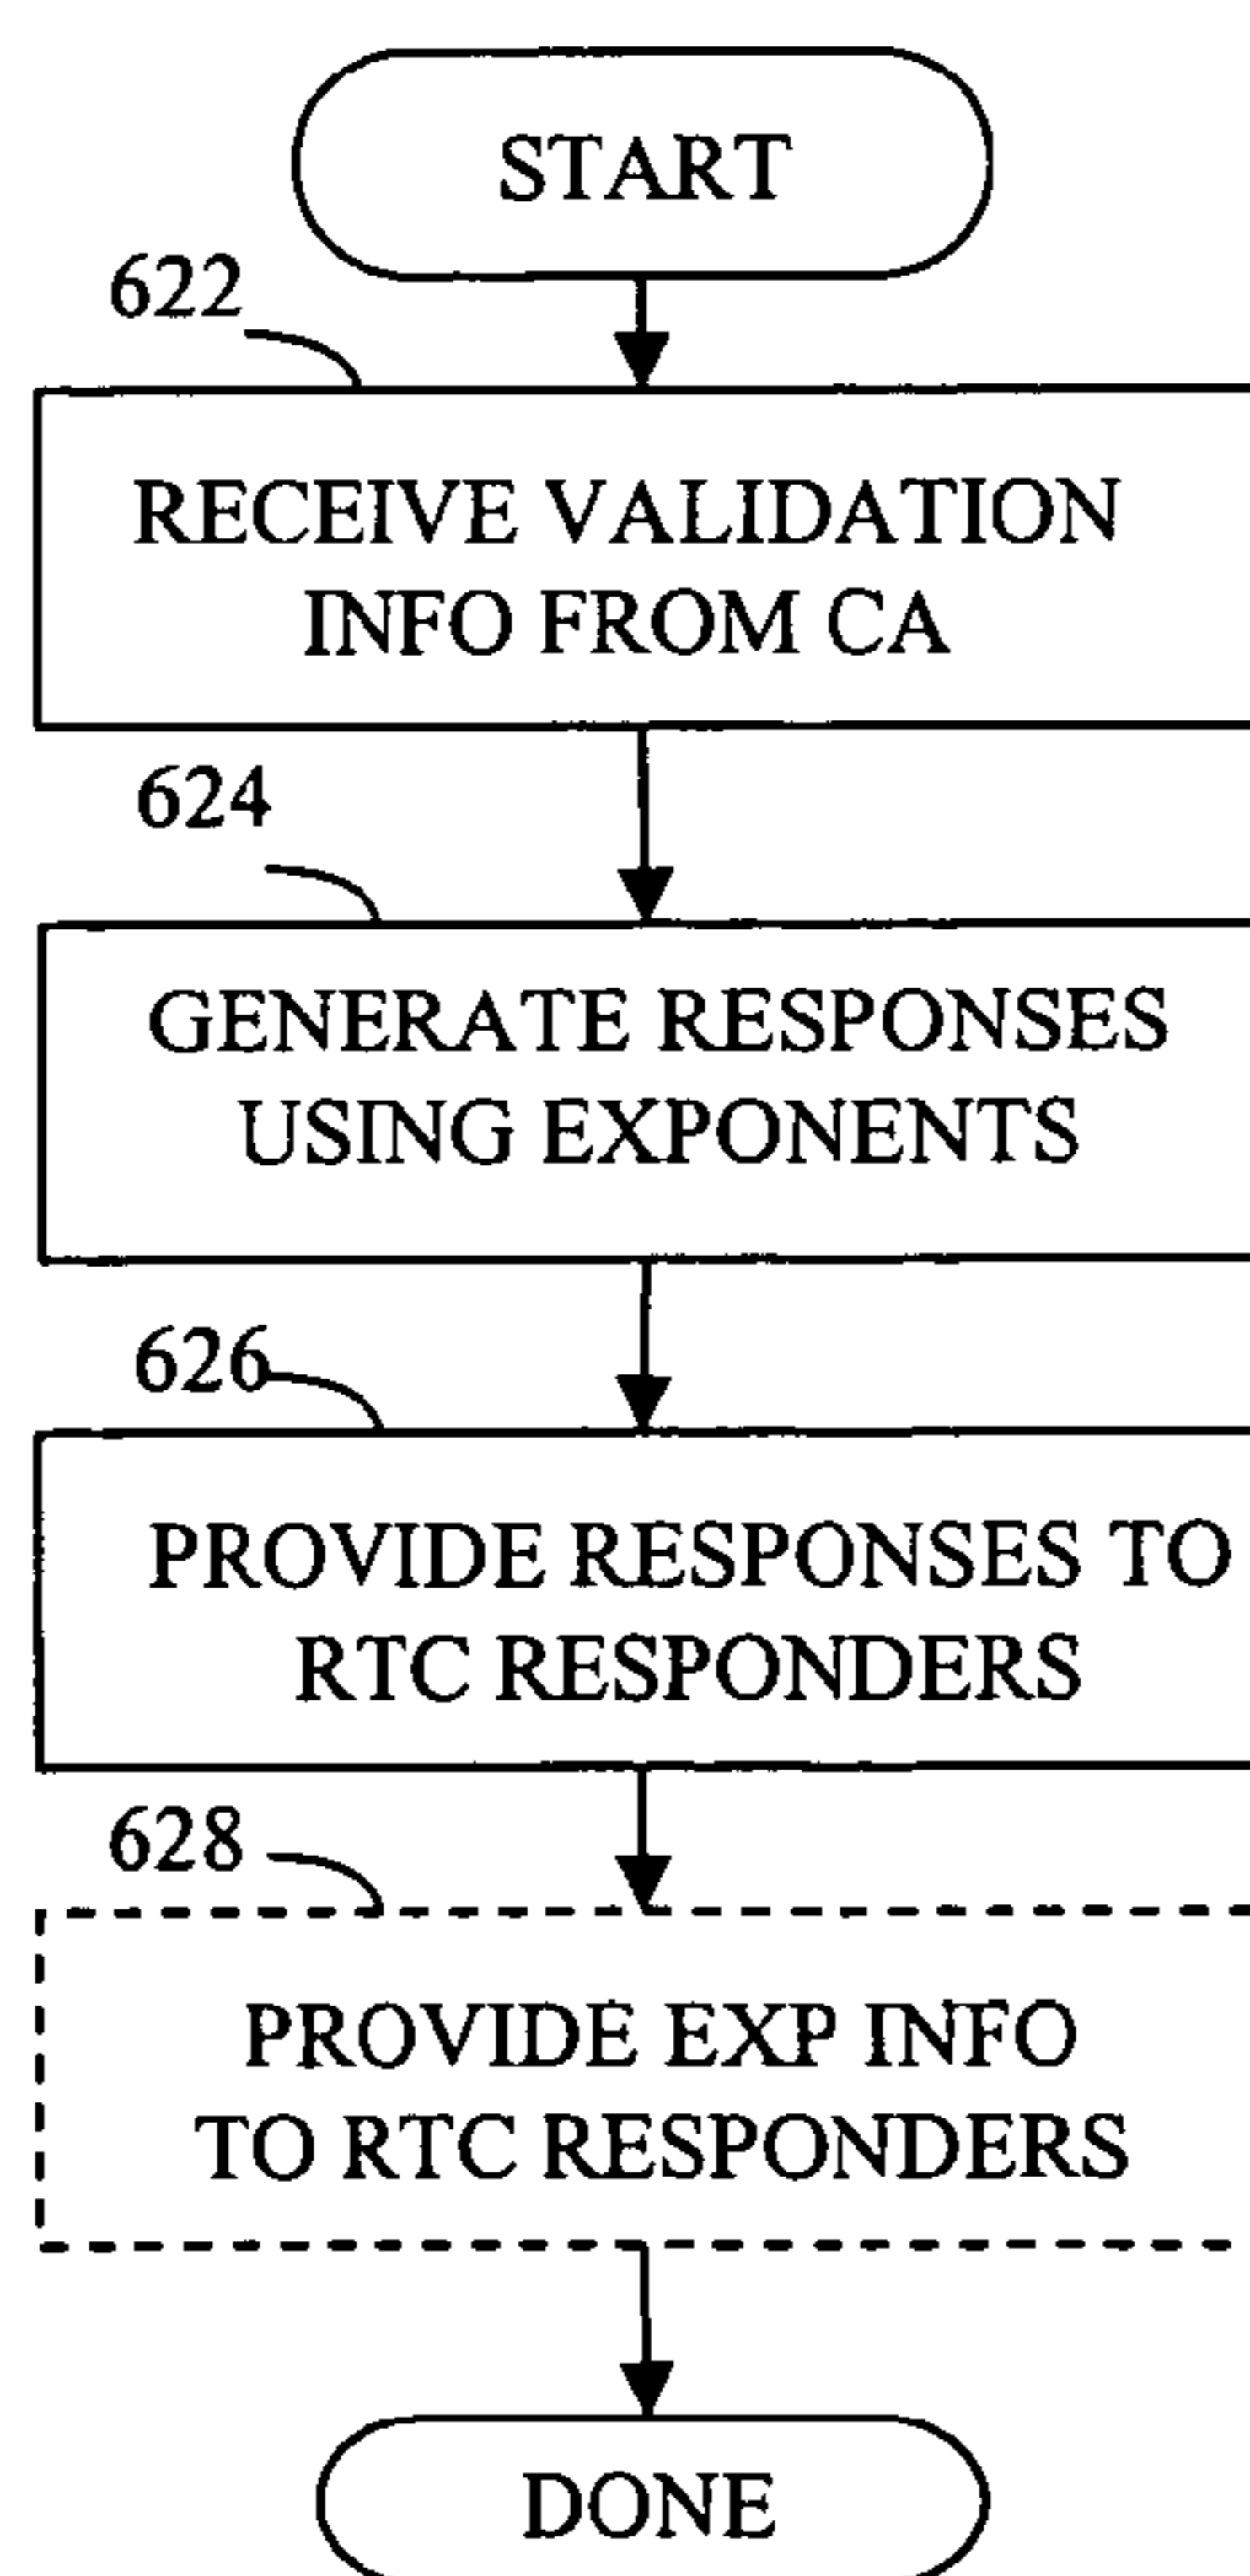 START
622
RECEIVE VALIDATION
INFO FROM CA
624
GENERATE RESPONSES
USING EXPONENTS
626
PROVIDE RESPONSES TO
RTC RESPONDERS
628
PROVIDE EXP INFO
TO RTC RESPONDERS
DONE